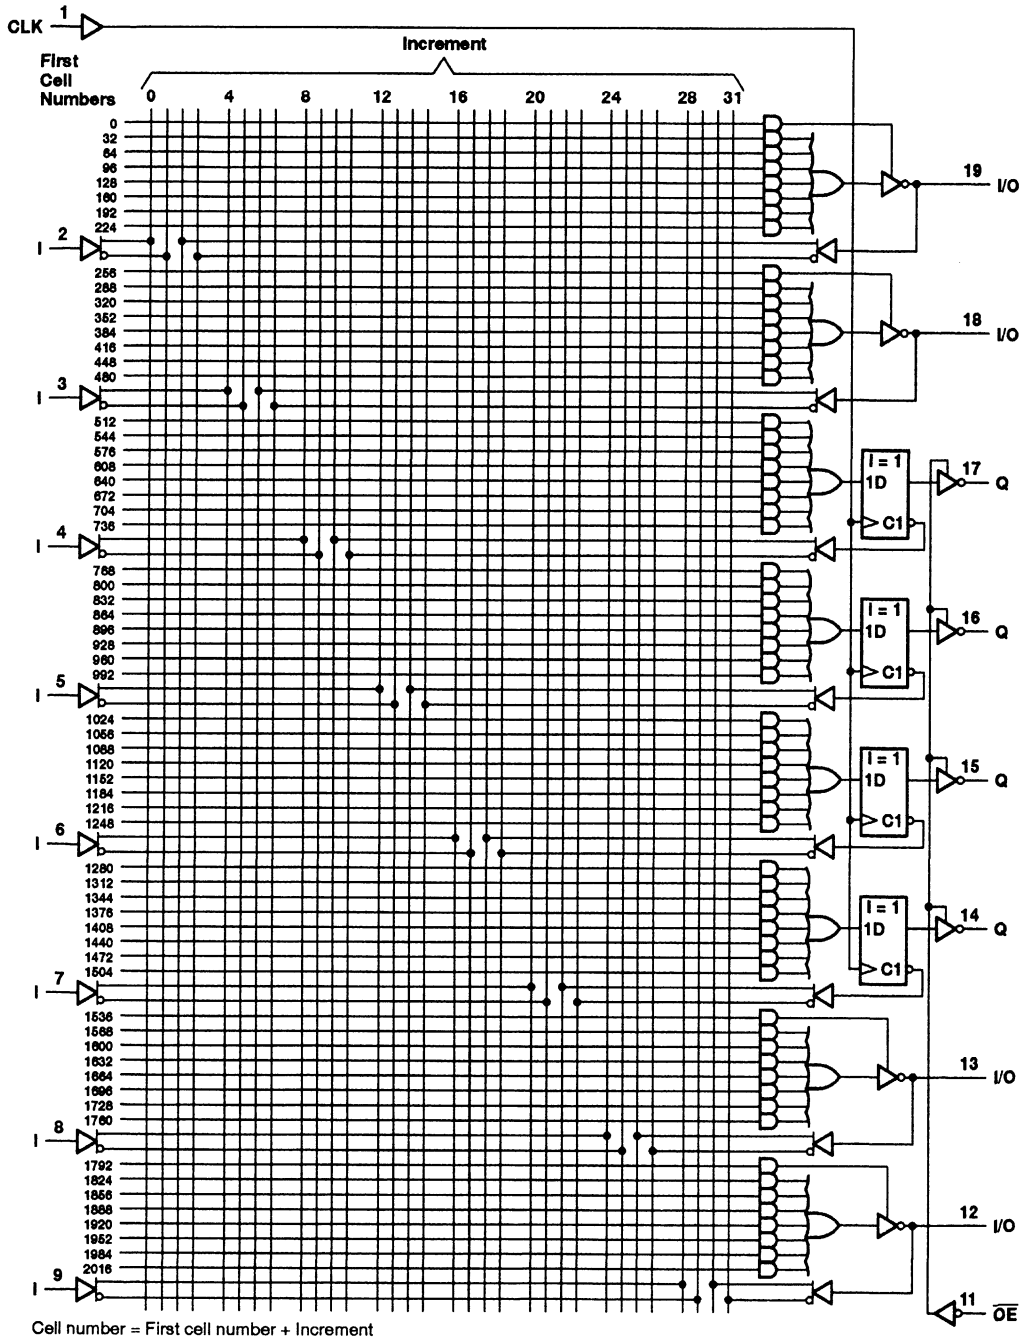 CLK 1
Increment
First
Cell
Numbers
0 4 8 12 16 20 24 28 31
0
32
64
96
128
160
192
224
19 I/O
I 2
256
288
320
352
384
416
448
480
18 I/O
I 3
512
544
576
608
640
672
704
736
I = 1
1D
C1
17 Q
I 4
768
800
832
864
896
928
960
992
I = 1
1D
C1
16 Q
I 5
1024
1056
1088
1120
1152
1184
1216
1248
I = 1
1D
C1
15 Q
I 6
1280
1312
1344
1376
1408
1440
1472
1504
I = 1
1D
C1
14 Q
I 7
1536
1568
1600
1632
1664
1696
1728
1760
13 I/O
I 8
1792
1824
1856
1888
1920
1952
1984
2016
12 I/O
I 9
11 O̅E̅
Cell number = First cell number + Increment